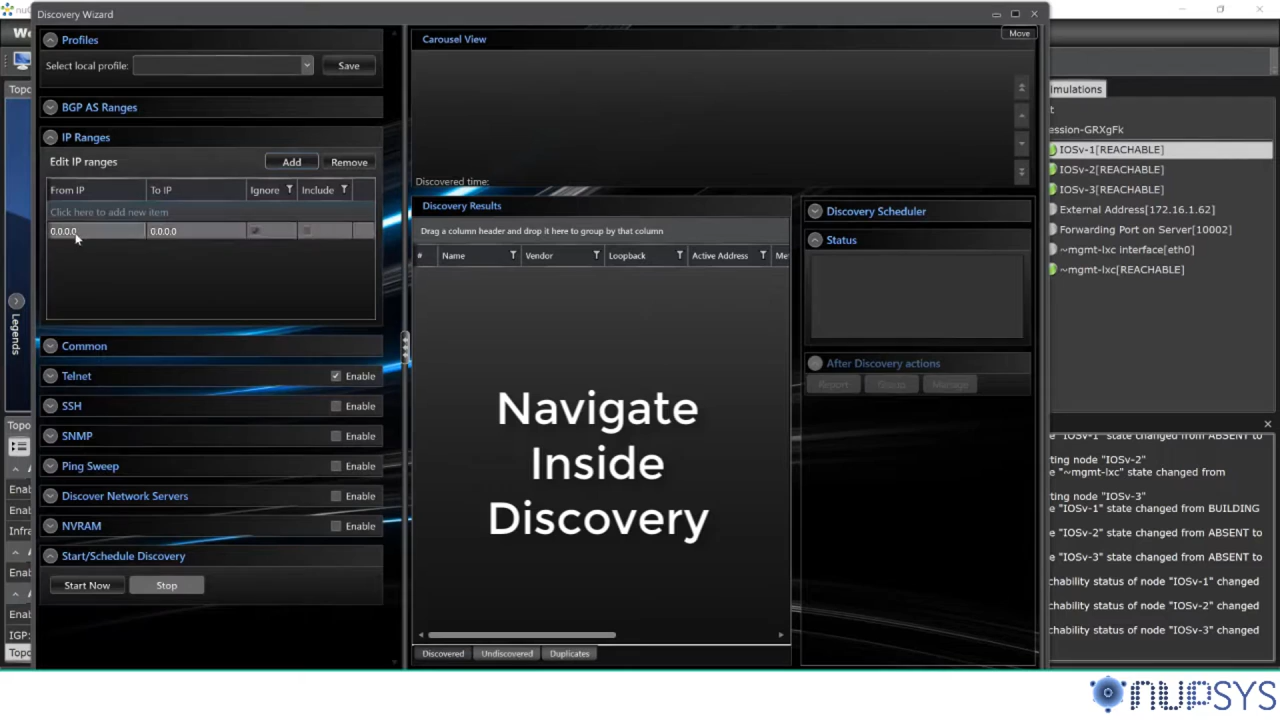 Discovery Wizard
Profiles
Select local profile:
Save
BGP AS Ranges
IP Ranges
Edit IP ranges
Add
Remove
From IP
To IP
Ignore
Include
Click here to add new item
0.0.0.0
0.0.0.0
Common
Telnet
Enable
SSH
Enable
SNMP
Enable
Ping Sweep
Enable
Discover Network Servers
Enable
NVRAM
Enable
Start/Schedule Discovery
Start Now
Stop
Legends
Carousel View
Move
Discovered time:
Discovery Results
Drag a column header and drop it here to group by that column
#
Name
Vendor
Loopback
Active Address
Discovered
Undiscovered
Duplicates
Discovery Scheduler
Status
After Discovery actions
Report
Manage
Navigate
Inside
Discovery
imulations
ession-GRXgFk
IOSv-1[REACHABLE]
IOSv-2[REACHABLE]
IOSv-3[REACHABLE]
External Address[172.16.1.62]
Forwarding Port on Server[10002]
~mgmt-lxc interface[eth0]
~mgmt-lxc[REACHABLE]
e "IOSv-1" state changed from ABSENT to
ting node "IOSv-2"
e "~mgmt-lxc" state changed from
ting node "IOSv-3"
e "IOSv-1" state changed from BUILDING
e "IOSv-2" state changed from ABSENT to
e "IOSv-3" state changed from ABSENT to
chability status of node "IOSv-1" changed
chability status of node "IOSv-2" changed
chability status of node "IOSv-3" changed
IGP:
nupsys